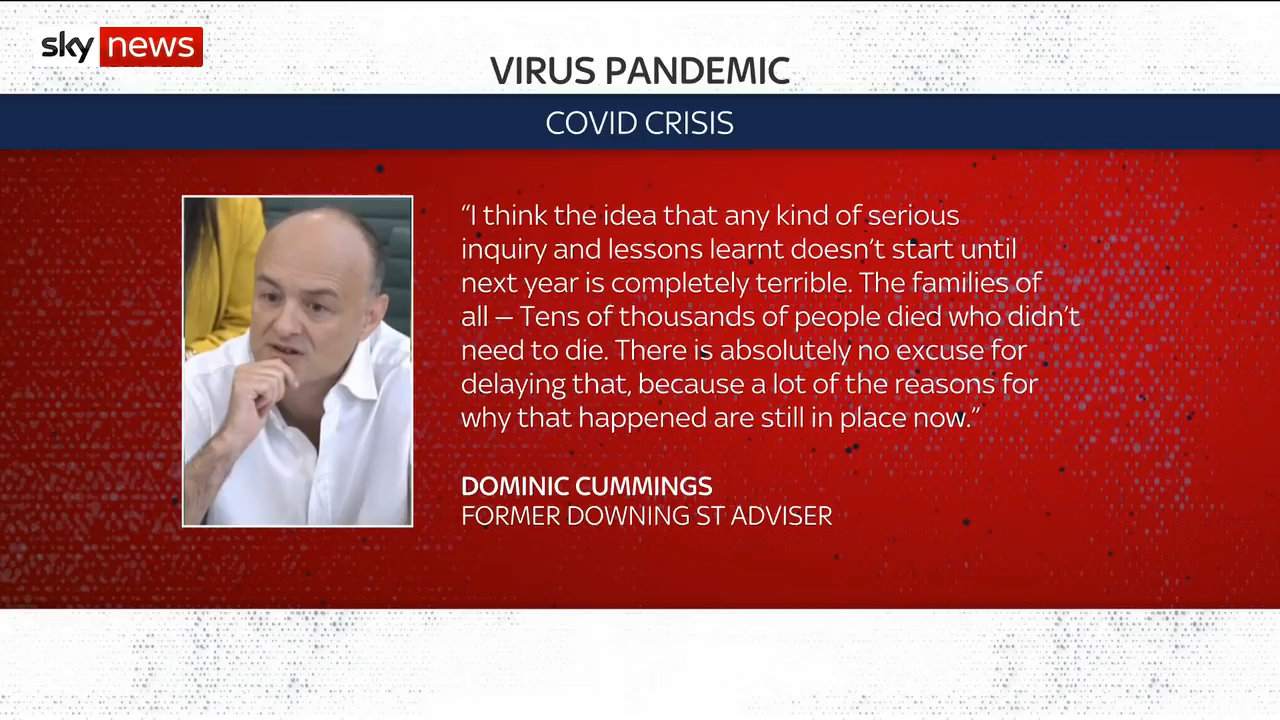 sky news
VIRUS PANDEMIC
COVID CRISIS
“I think the idea that any kind of serious
inquiry and lessons learnt doesn’t start until
next year is completely terrible. The families of
all – Tens of thousands of people died who didn’t
need to die. There is absolutely no excuse for
delaying that, because a lot of the reasons for
why that happened are still in place now.”
DOMINIC CUMMINGS
FORMER DOWNING ST ADVISER